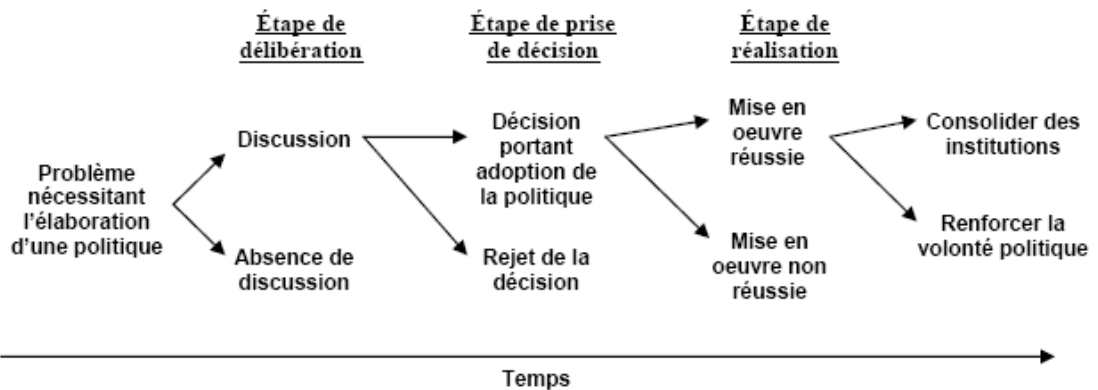 Étape de
délibération
Étape de prise
de décision
Étape de
réalisation
Problème
nécessitant
l'élaboration
d'une politique
Discussion
Absence de
discussion
Décision
portant
adoption de
la politique
Rejet de la
décision
Mise en
oeuvre
réussie
Mise en
oeuvre non
réussie
Consolider des
institutions
Renforcer la
volonté politique
Temps